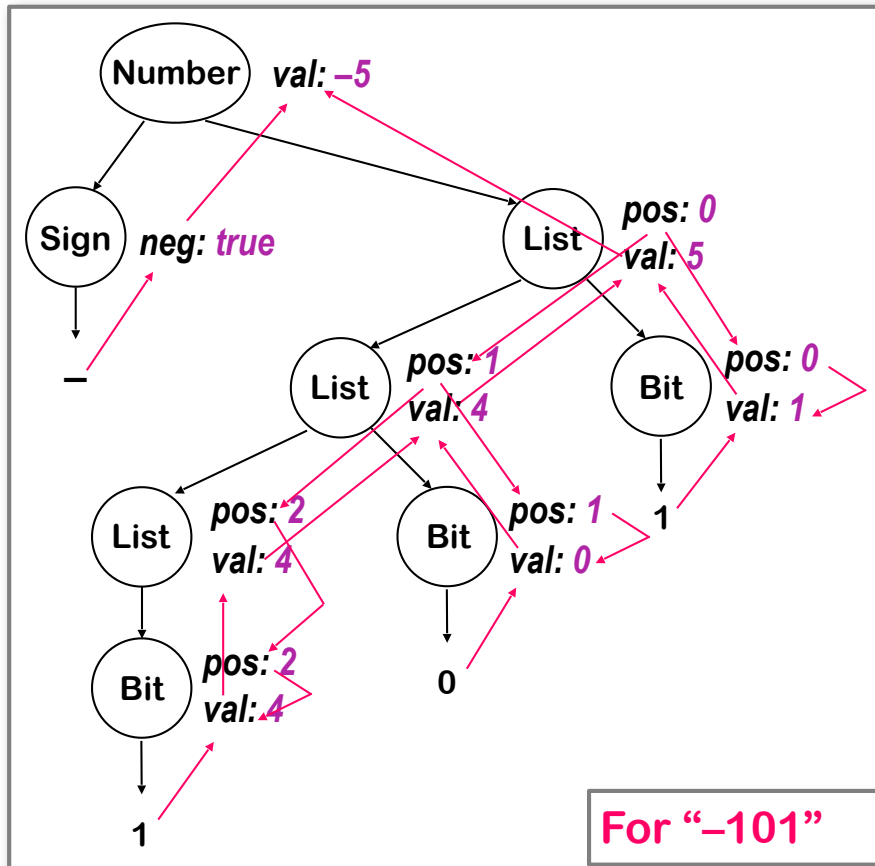 Number val: –5
Sign neg: true
List pos: 0
val: 5
–
List pos: 1
val: 4
Bit pos: 0
val: 1
List pos: 2
val: 4
Bit pos: 1
val: 0
1
Bit pos: 2
val: 4
0
1
For “–101”